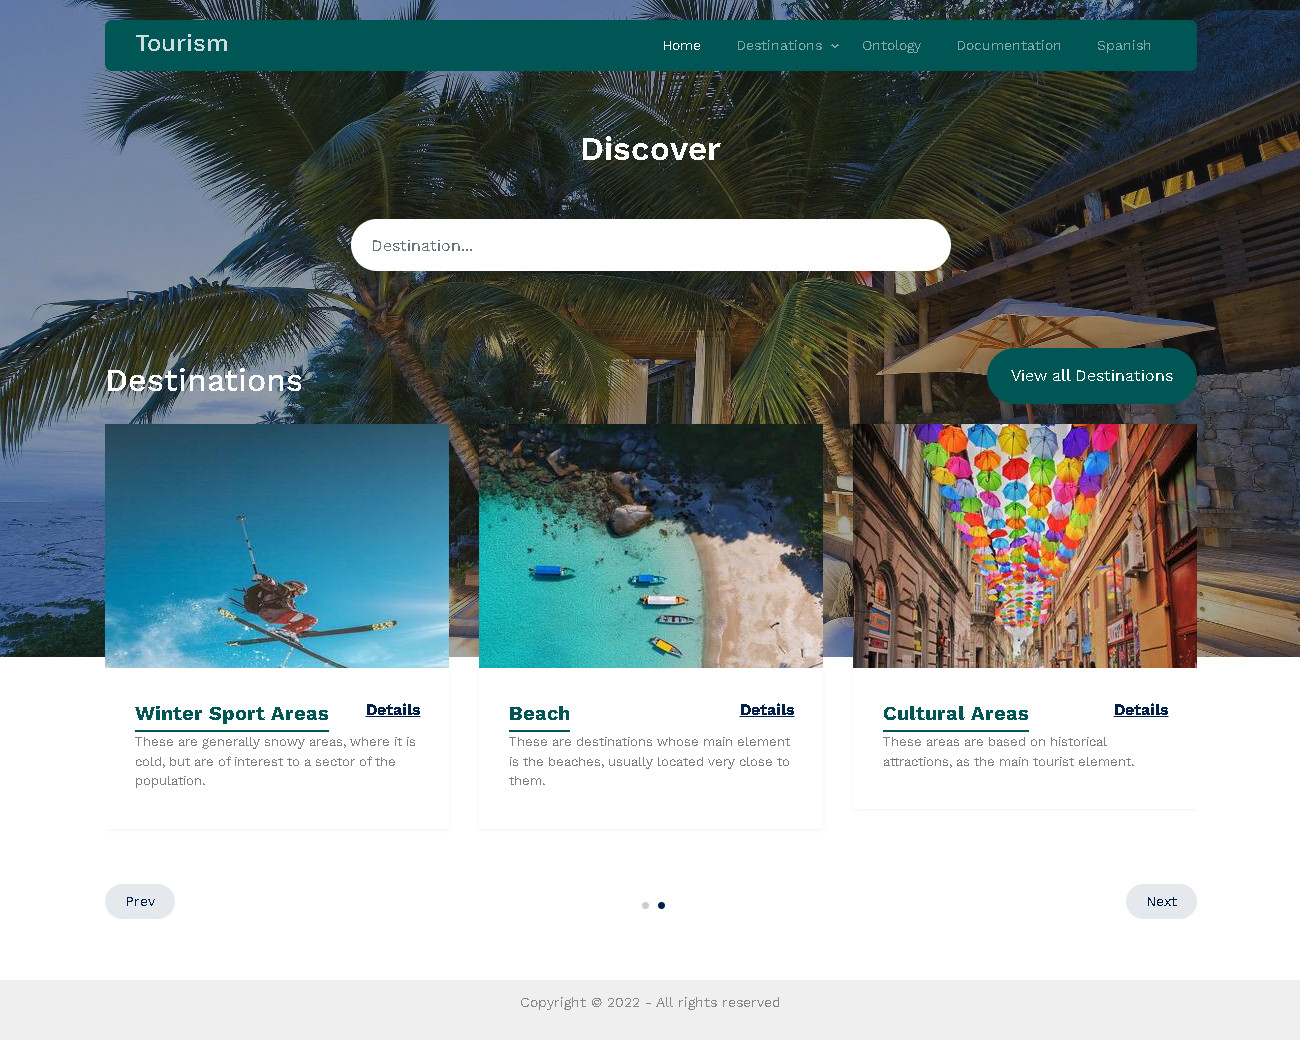 Tourism
Home
Destinations
Ontology
Documentation
Spanish
Discover
Destination...
Destinations
View all Destinations
Winter Sport Areas
Details
These are generally snowy areas, where it is
cold, but are of interest to a sector of the
population.
Beach
Details
These are destinations whose main element
is the beaches, usually located very close to
them.
Cultural Areas
Details
These areas are based on historical
attractions, as the main tourist element.
Prev
Next
Copyright © 2022 - All rights reserved